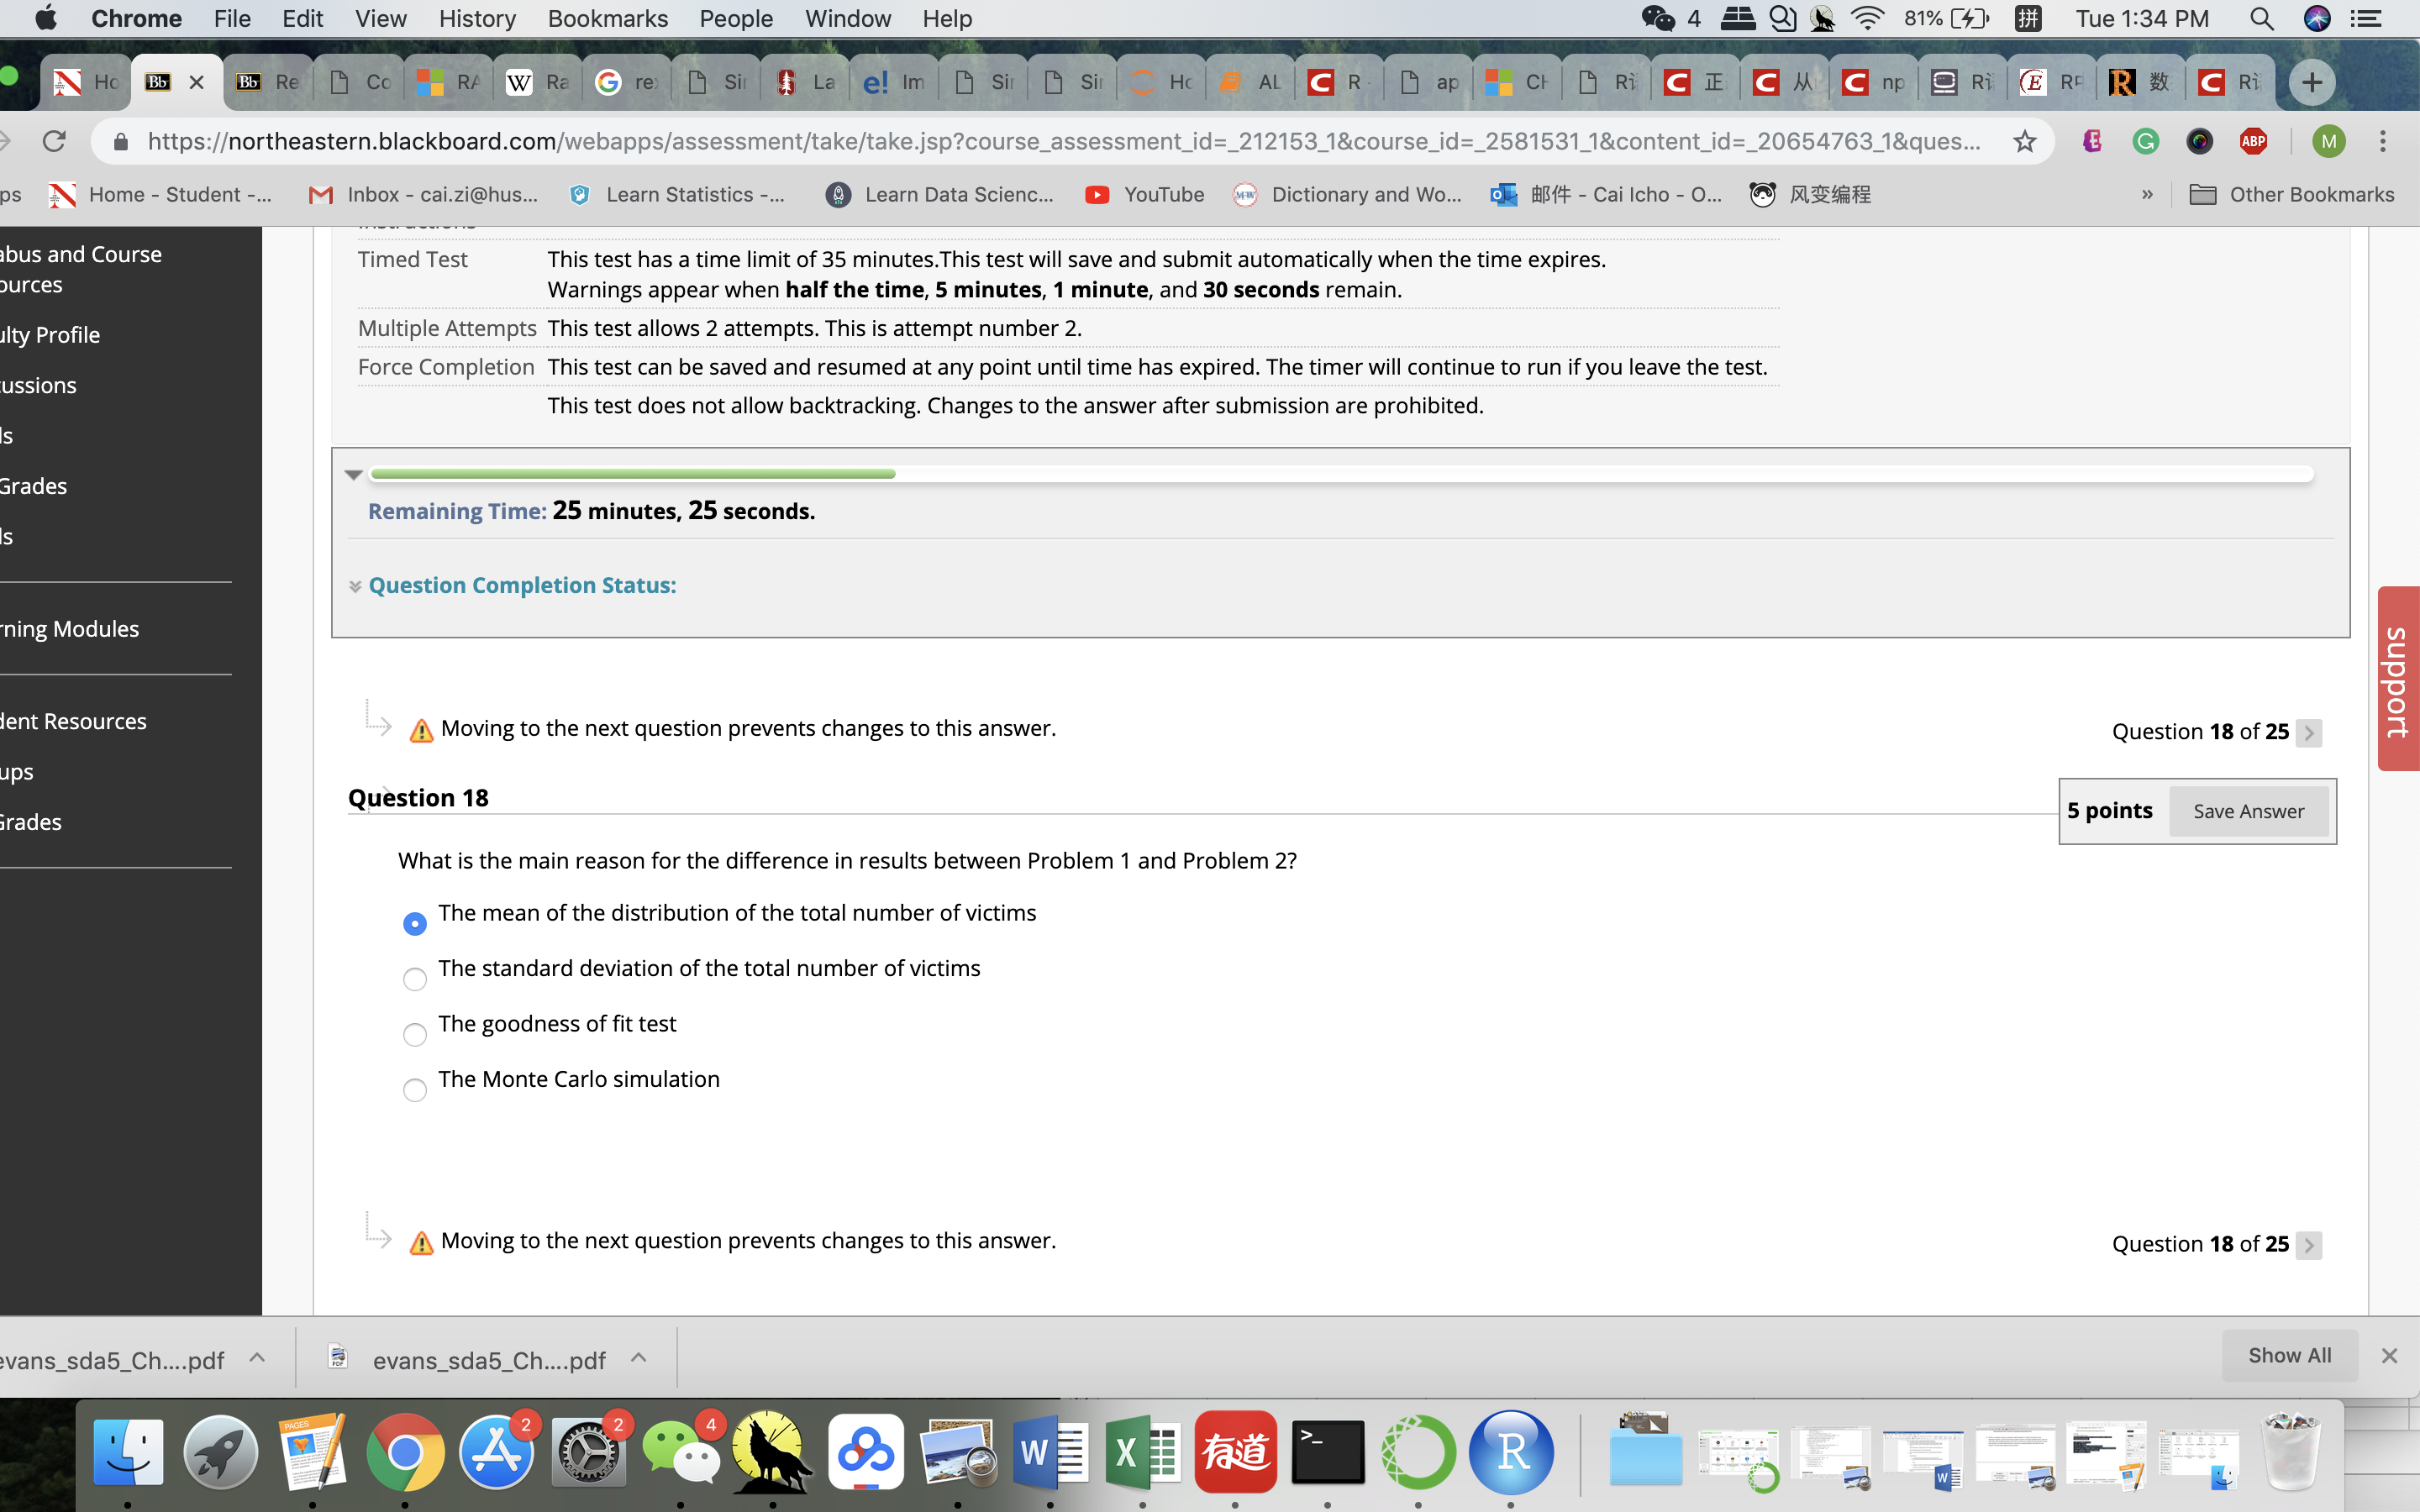 Chrome File Edit View History Bookmarks People Window Help 4 81% 拼 Tue 1:34 PM
Ho Bb Bb Re Co RA W Ra re Sir La e! Im Sir Sir Ho AL R ap CH R 正 从 np R R 数 R
https://northeastern.blackboard.com/webapps/assessment/take/take.jsp?course_assessment_id=_212153_1&course_id=_2581531_1&content_id=_20654763_1&ques... ABP M
ps Home - Student -... Inbox - cai.zi@hus... Learn Statistics -... Learn Data Scienc... YouTube Dictionary and Wo... 邮件 - Cai Icho - O... 风变编程 » Other Bookmarks
abus and Course
ources
ulty Profile
cussions
ls
Grades
ls
rning Modules
dent Resources
ups
Grades
Instructions
Timed Test This test has a time limit of 35 minutes.This test will save and submit automatically when the time expires.
Warnings appear when half the time, 5 minutes, 1 minute, and 30 seconds remain.
Multiple Attempts This test allows 2 attempts. This is attempt number 2.
Force Completion This test can be saved and resumed at any point until time has expired. The timer will continue to run if you leave the test.
This test does not allow backtracking. Changes to the answer after submission are prohibited.
Remaining Time: 25 minutes, 25 seconds.
Question Completion Status:
support
Moving to the next question prevents changes to this answer. Question 18 of 25
Question 18
5 points Save Answer
What is the main reason for the difference in results between Problem 1 and Problem 2?
The mean of the distribution of the total number of victims
The standard deviation of the total number of victims
The goodness of fit test
The Monte Carlo simulation
Moving to the next question prevents changes to this answer. Question 18 of 25
evans_sda5_Ch....pdf evans_sda5_Ch....pdf Show All
PAGES 2 2 4 W X 有道 >_ R